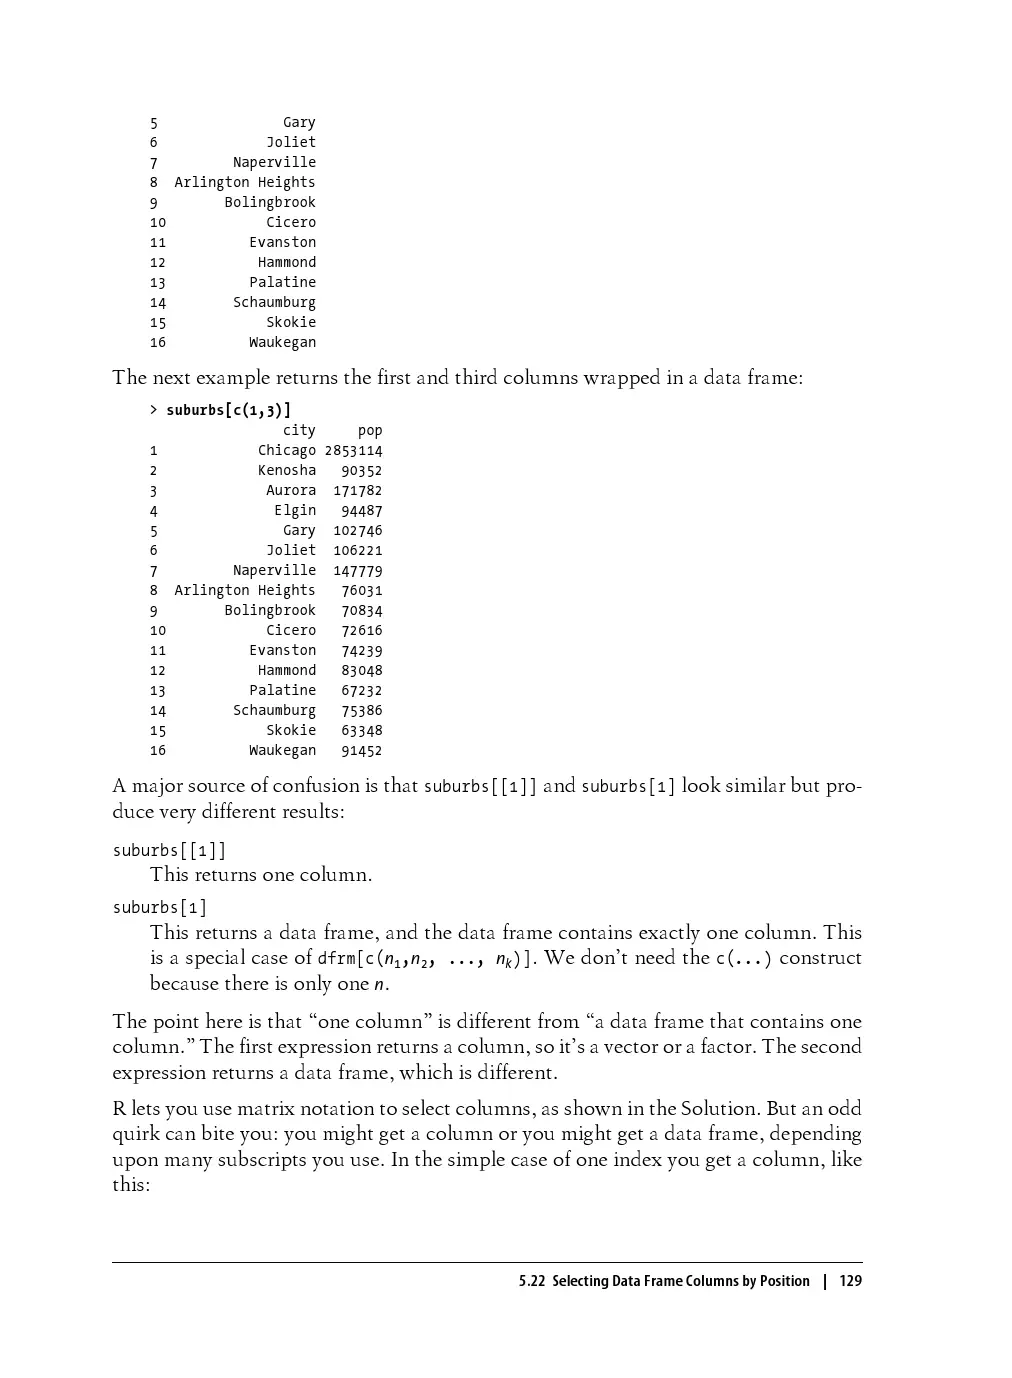 5 Gary
6 Joliet
7 Naperville
8 Arlington Heights
9 Bolingbrook
10 Cicero
11 Evanston
12 Hammond
13 Palatine
14 Schaumburg
15 Skokie
16 Waukegan
The next example returns the first and third columns wrapped in a data frame:
> suburbs[c(1,3)]
city pop
1 Chicago 2853114
2 Kenosha 90352
3 Aurora 171782
4 Elgin 94487
5 Gary 102746
6 Joliet 106221
7 Naperville 147779
8 Arlington Heights 76031
9 Bolingbrook 70834
10 Cicero 72616
11 Evanston 74239
12 Hammond 83048
13 Palatine 67232
14 Schaumburg 75386
15 Skokie 63348
16 Waukegan 91452
A major source of confusion is that suburbs[[1]] and suburbs[1] look similar but pro-
duce very different results:
suburbs[[1]]
This returns one column.
suburbs[1]
This returns a data frame, and the data frame contains exactly one column. This
is a special case of dfrm[c(n1,n2, ..., nk)]. We don’t need the c(...) construct
because there is only one n.
The point here is that “one column” is different from “a data frame that contains one
column.” The first expression returns a column, so it’s a vector or a factor. The second
expression returns a data frame, which is different.
R lets you use matrix notation to select columns, as shown in the Solution. But an odd
quirk can bite you: you might get a column or you might get a data frame, depending
upon many subscripts you use. In the simple case of one index you get a column, like
this:
5.22 Selecting Data Frame Columns by Position | 129